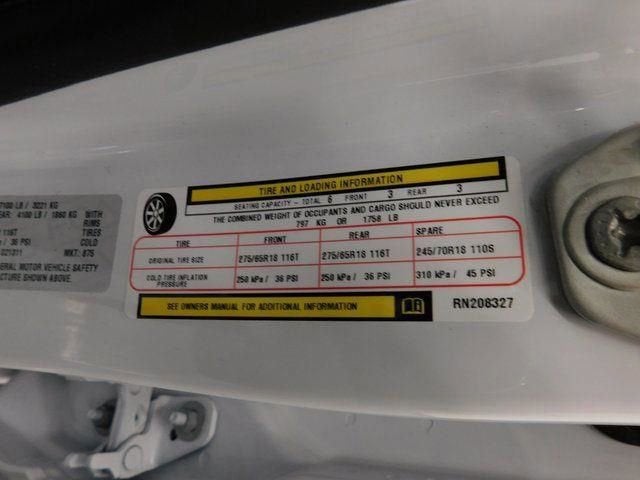 7100 LB / 3221 KG
EAR: 4100 LB / 1860 KG WITH
RIMS
116T TIRES
/ 36 PSI COLD
021311 MKT: 875
ERAL MOTOR VEHICLE SAFETY
ACTURE SHOWN ABOVE.
TIRE AND LOADING INFORMATION
SEATING CAPACITY - TOTAL 6 FRONT 3 REAR 3
THE COMBINED WEIGHT OF OCCUPANTS AND CARGO SHOULD NEVER EXCEED
797 KG OR 1758 LB
TIRE FRONT REAR SPARE
ORIGINAL TIRE SIZE 275/65R18 116T 275/65R18 116T 245/70R18 110S
COLD TIRE INFLATION PRESSURE 250 kPa / 36 PSI 250 kPa / 36 PSI 310 kPa / 45 PSI
SEE OWNERS MANUAL FOR ADDITIONAL INFORMATION
RN208327